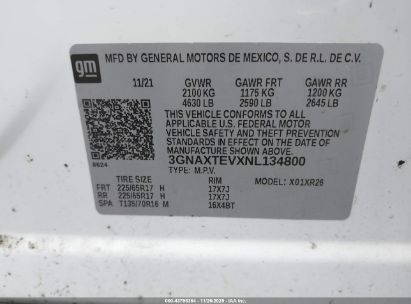 gm
MFD BY GENERAL MOTORS DE MEXICO, S. DE R.L. DE C.V.
11/21 GVWR GAWR FRT GAWR RR
2100 KG 1175 KG 1200 KG
4630 LB 2590 LB 2645 LB
THIS VEHICLE CONFORMS TO ALL
APPLICABLE U.S. FEDERAL MOTOR
VEHICLE SAFETY AND THEFT PREVENTION
STANDARDS IN EFFECT ON THE DATE OF
MANUFACTURE SHOWN ABOVE.
3GNAXTEVXNL134800
8624
TYPE: M.P.V.
TIRE SIZE RIM MODEL: X01XR26
FRT 225/65R17 H 17X7J
RR 225/65R17 H 17X7J
SPA T135/70R16 M 16X4BT